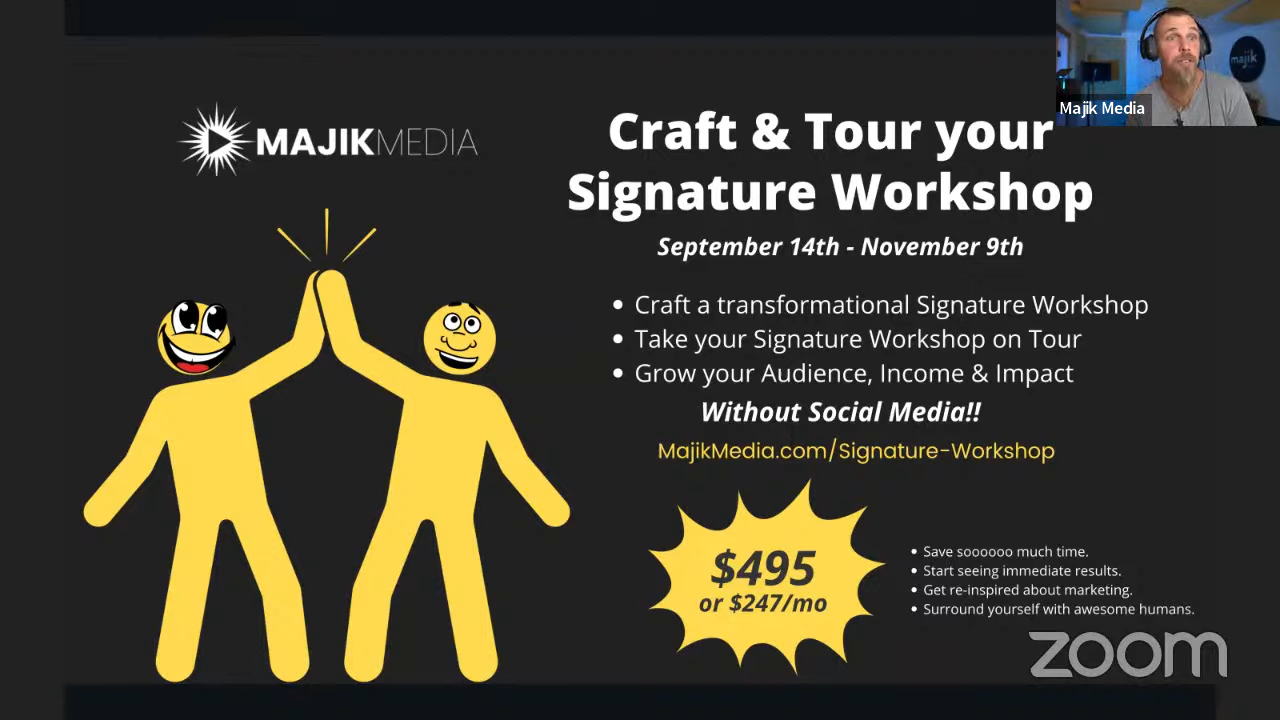 majik
Majik Media
MAJIKMEDIA
Craft & Tour your
Signature Workshop
September 14th - November 9th
• Craft a transformational Signature Workshop
• Take your Signature Workshop on Tour
• Grow your Audience, Income & Impact
Without Social Media!!
MajikMedia.com/Signature-Workshop
$495
or $247/mo
• Save soooooo much time.
• Start seeing immediate results.
• Get re-inspired about marketing.
• Surround yourself with awesome humans.
zoom